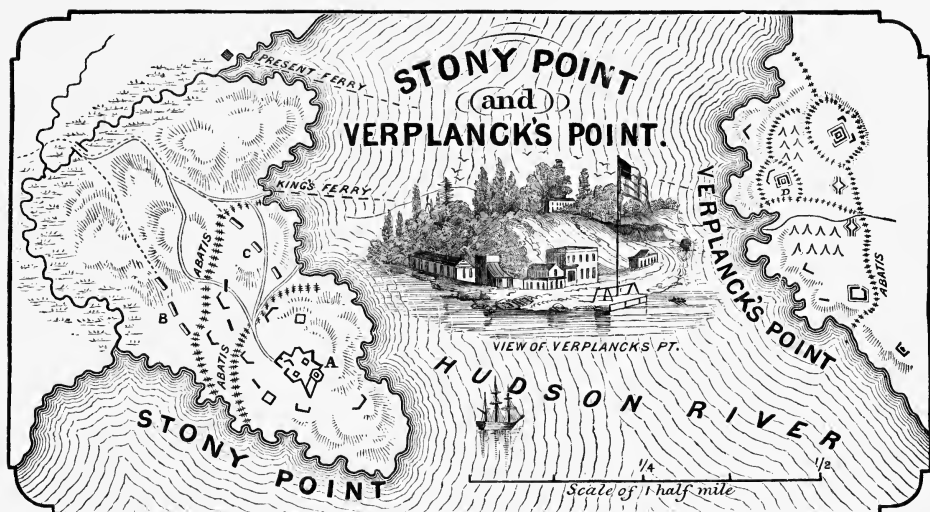 STONY POINT
and
VERPLANCK'S POINT.
PRESENT FERRY
KING'S FERRY
ABATIS
C
B
ABATIS
A
VERPLANCK'S POINT
ABATIS
VIEW OF VERPLANCKS PT.
HUDSON RIVER
STONY POINT
1/4
1/2
Scale of 1 half mile